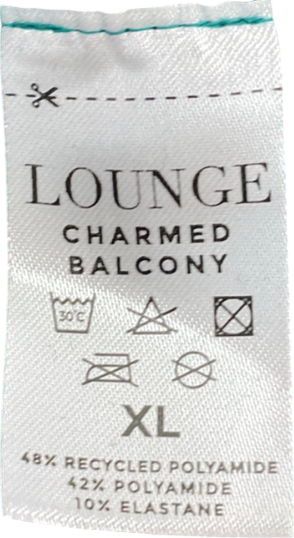 LOUNGE
CHARMED
BALCONY
30°C
XL
48% RECYCLED POLYAMIDE
42% POLYAMIDE
10% ELASTANE